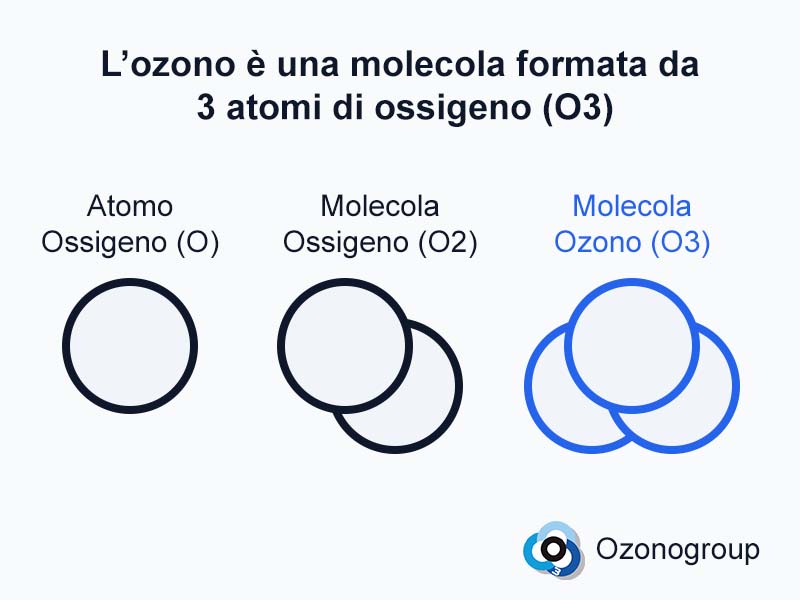 L’ozono è una molecola formata da
3 atomi di ossigeno (O3)
Atomo
Ossigeno (O)
Molecola
Ossigeno (O2)
Molecola
Ozono (O3)
Ozonogroup